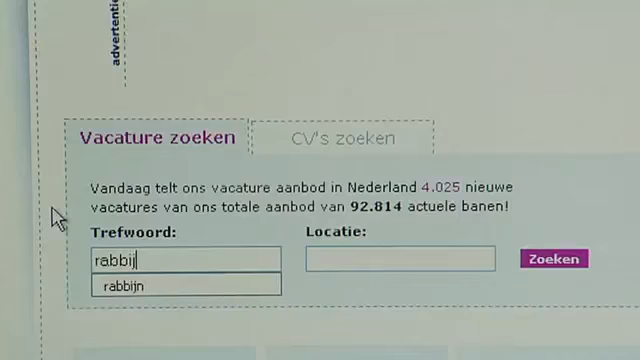 advertentie
Vacature zoeken
CV's zoeken
Vandaag telt ons vacature aanbod in Nederland 4.025 nieuwe
vacatures van ons totale aanbod van 92.814 actuele banen!
Trefwoord:
Locatie:
rabbij
Zoeken
rabbijn